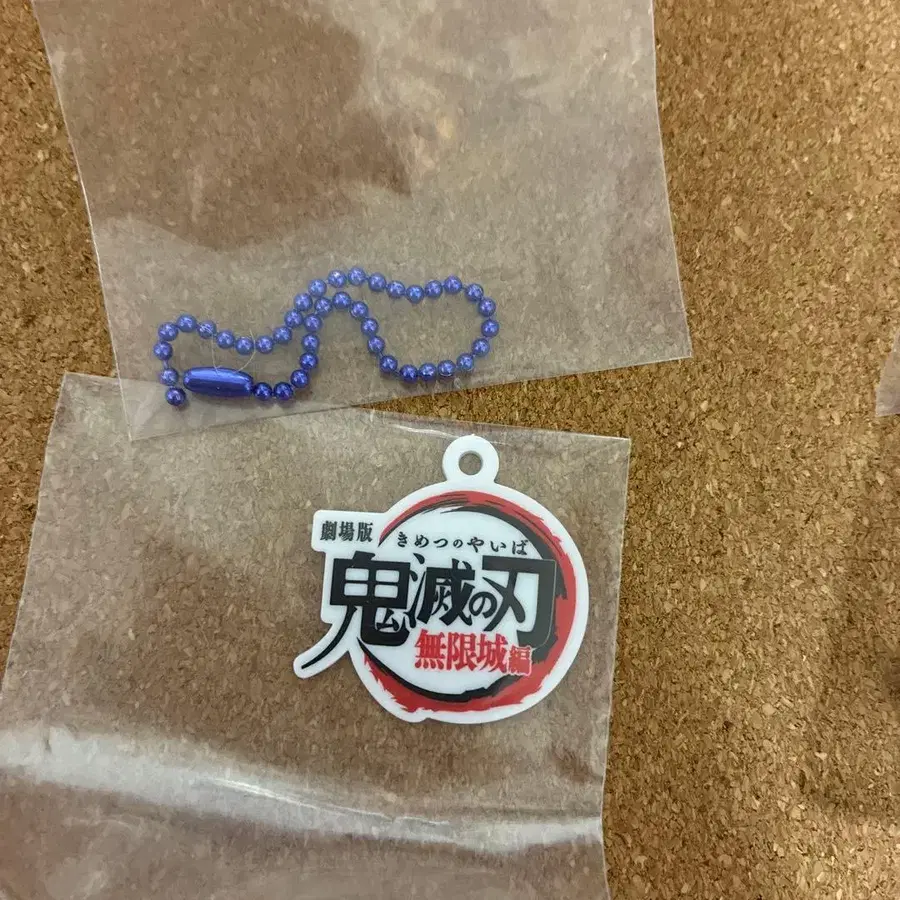 劇場版
きめつのやいば
鬼滅の刃
無限城編